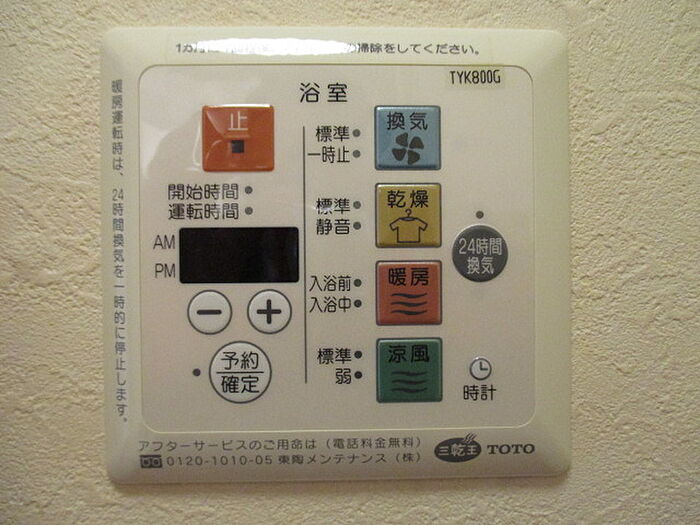 1カ月に
掃除をしてください。
TYK800G
浴室
止
開始時間
運転時間
AM
PM
予約
確定
標準
一時止
換気
標準
静音
乾燥
入浴前
入浴中
暖房
標準
弱
涼風
24時間
換気
時計
暖房運転時は、24時間換気を一時的に停止します。
アフターサービスのご用命は（電話料金無料）
0120-1010-05 東陶メンテナンス（株）
三乾王 TOTO